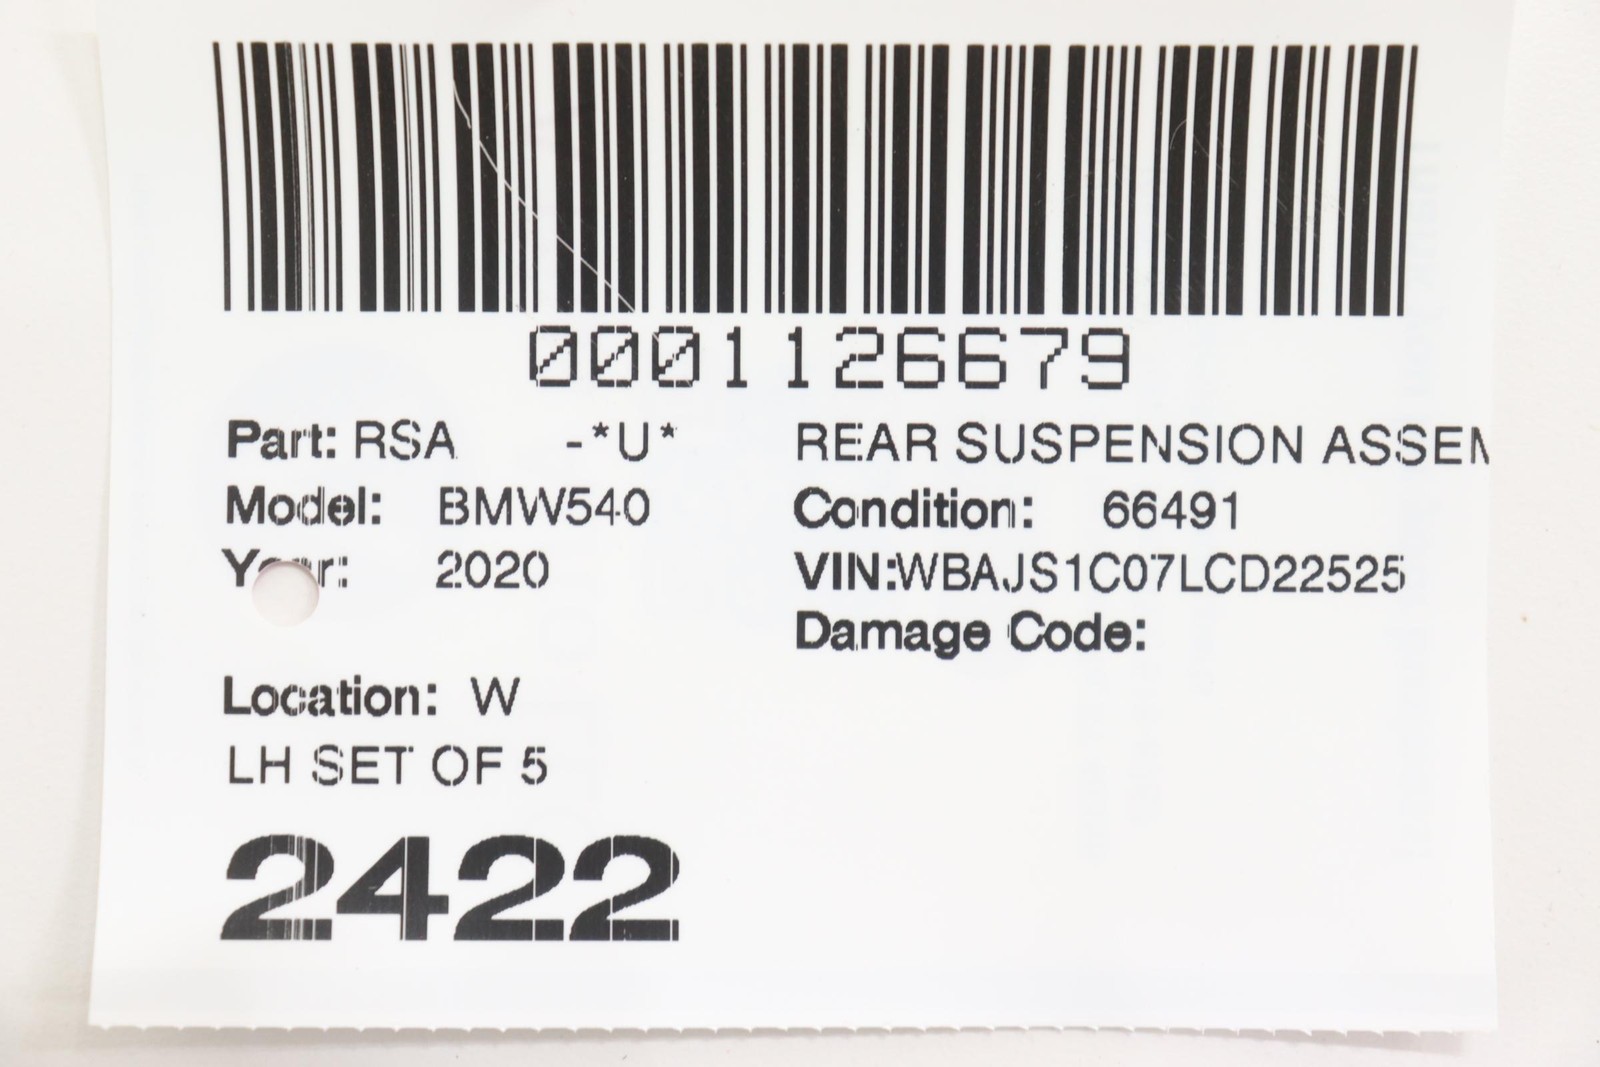 0001126679
Part: RSA -*U* REAR SUSPENSION ASSEM
Model: BMW540 Condition: 66491
Year: 2020 VIN:WBAJS1C07LCD22525
Damage Code:
Location: W
LH SET OF 5
2422